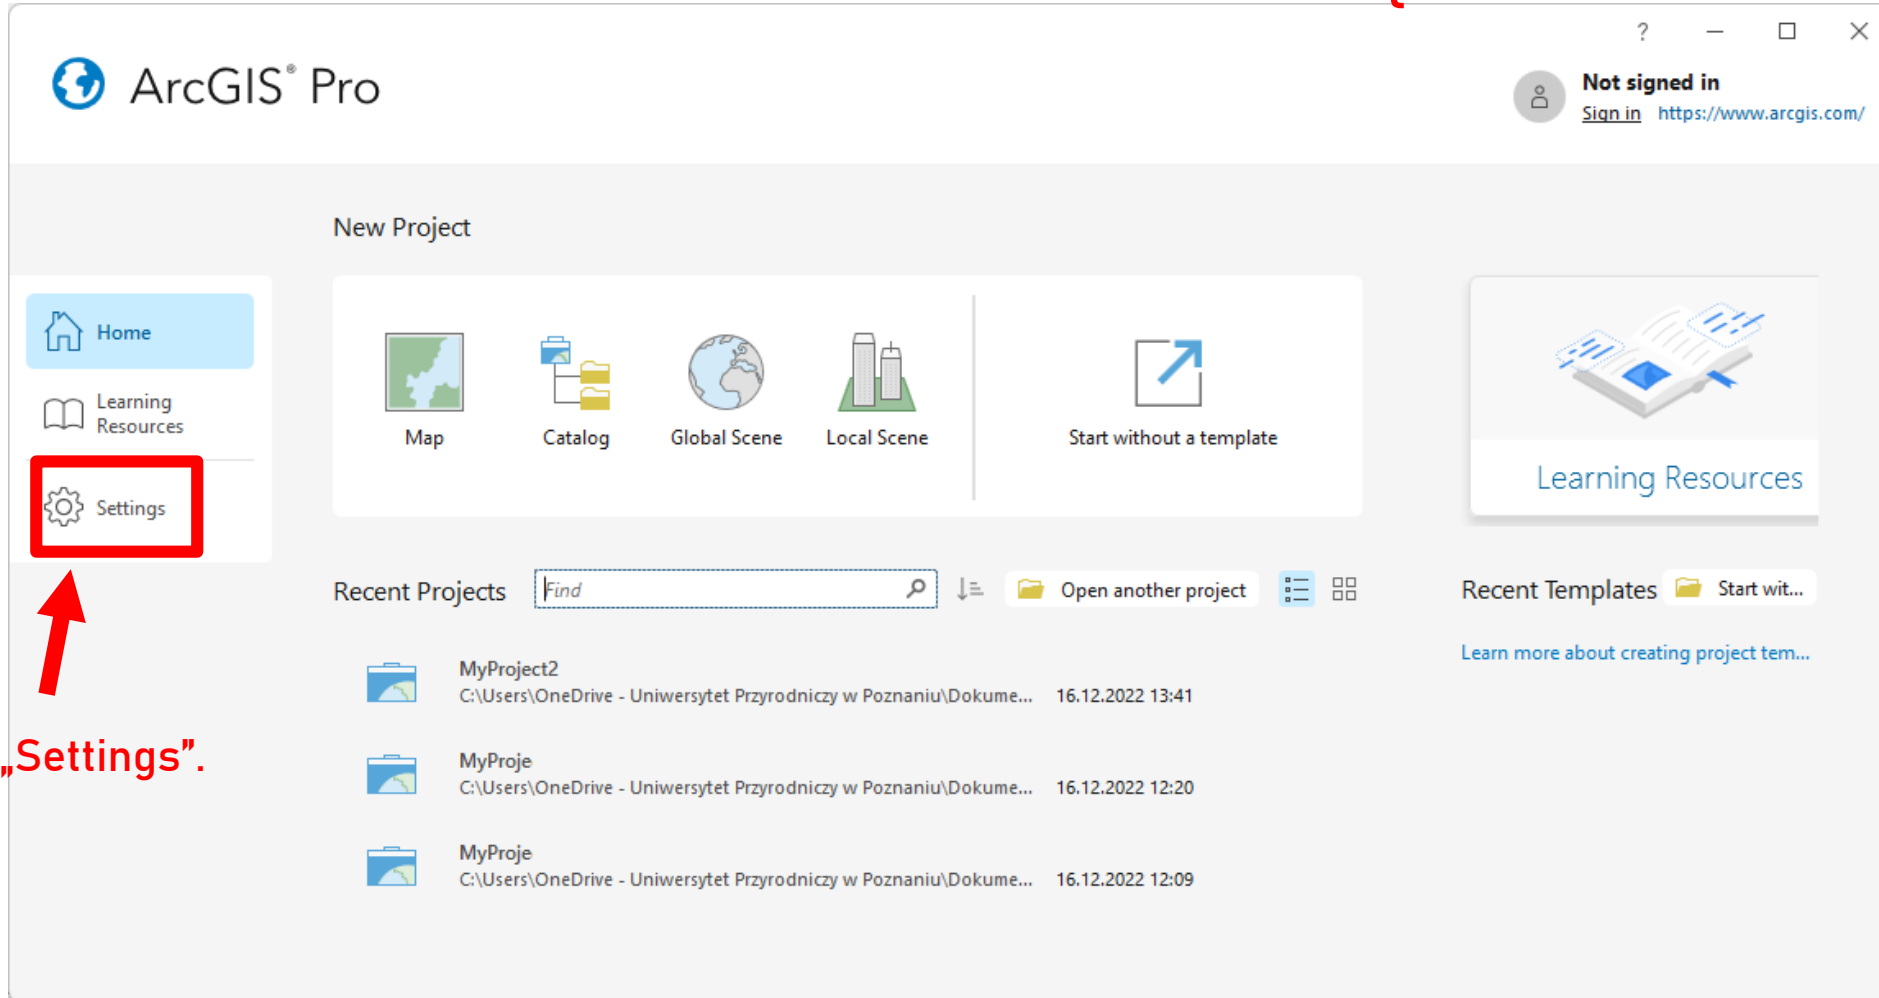 ?
ArcGIS® Pro
Not signed in
Sign in https://www.arcgis.com/
New Project
Home
Learning
Resources
Settings
Map
Catalog
Global Scene
Local Scene
Start without a template
Learning Resources
Recent Projects
Find
Open another project
Recent Templates
Start wit...
Learn more about creating project tem...
MyProject2
C:\Users\OneDrive - Uniwersytet Przyrodniczy w Poznaniu\Dokume... 16.12.2022 13:41
„Settings”.
MyProje
C:\Users\OneDrive - Uniwersytet Przyrodniczy w Poznaniu\Dokume... 16.12.2022 12:20
MyProje
C:\Users\OneDrive - Uniwersytet Przyrodniczy w Poznaniu\Dokume... 16.12.2022 12:09